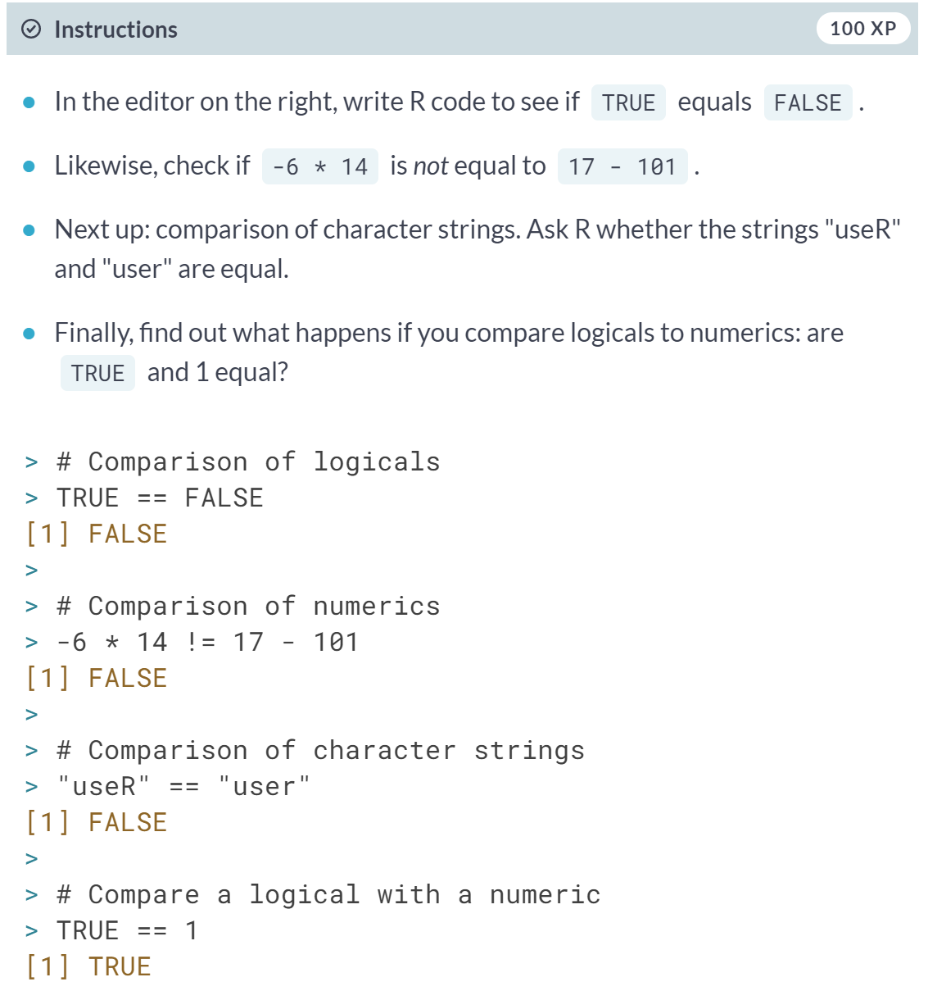 Instructions
100 XP
In the editor on the right, write R code to see if TRUE equals FALSE .
Likewise, check if -6 * 14 is not equal to 17 - 101 .
Next up: comparison of character strings. Ask R whether the strings "useR"
and "user" are equal.
Finally, find out what happens if you compare logicals to numerics: are
TRUE and 1 equal?
> # Comparison of logicals
> TRUE == FALSE
[1] FALSE
>
> # Comparison of numerics
> -6 * 14 != 17 - 101
[1] FALSE
>
> # Comparison of character strings
> "useR" == "user"
[1] FALSE
>
> # Compare a logical with a numeric
> TRUE == 1
[1] TRUE